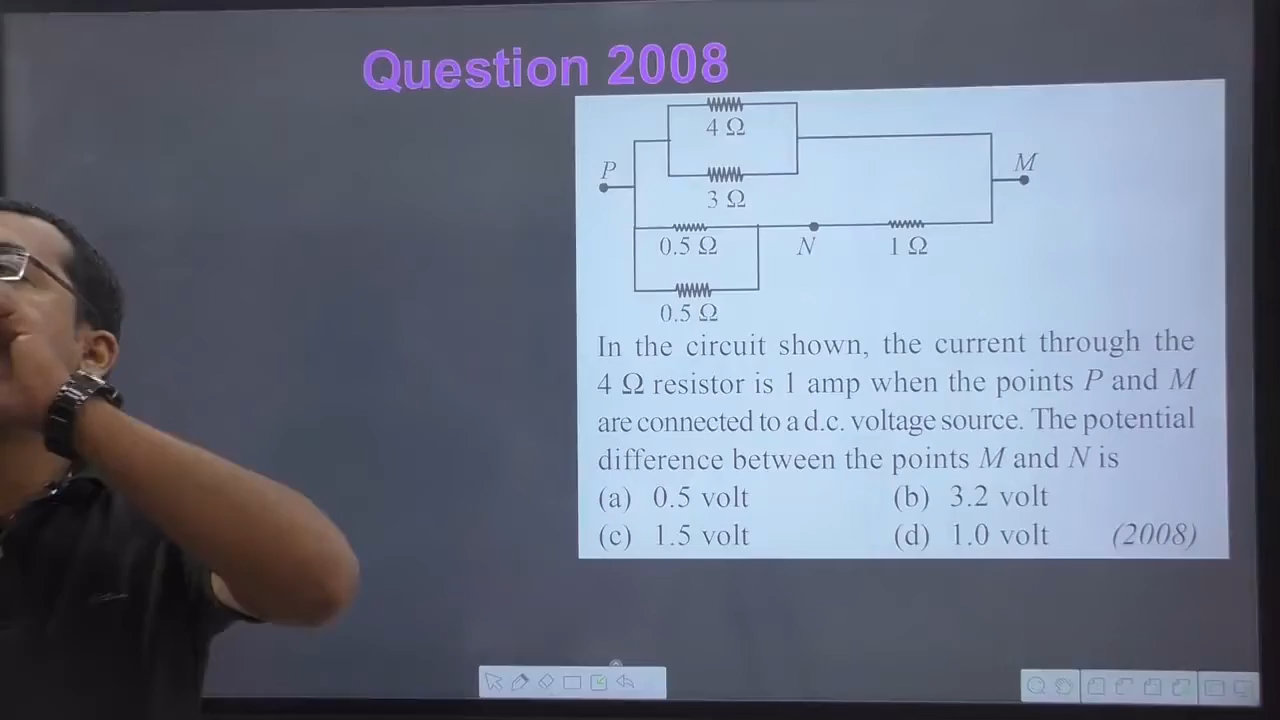 Question 2008
4 Ω
P
M
3 Ω
0.5 Ω
N
1 Ω
0.5 Ω
In the circuit shown, the current through the
4 Ω resistor is 1 amp when the points P and M
are connected to a d.c. voltage source. The potential
difference between the points M and N is
(a) 0.5 volt (b) 3.2 volt
(c) 1.5 volt (d) 1.0 volt (2008)